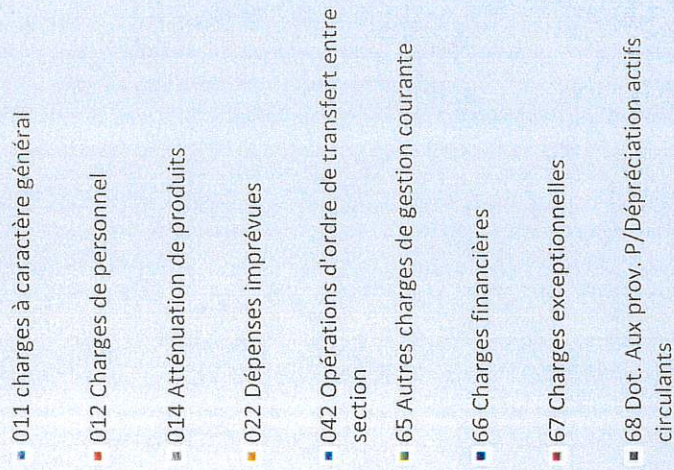 011 charges à caractère général
012 Charges de personnel
014 Atténuation de produits
022 Dépenses imprévues
042 Opérations d'ordre de transfert entre
section
65 Autres charges de gestion courante
66 Charges financières
67 Charges exceptionnelles
68 Dot. Aux prov. P/Dépréciation actifs
circulants